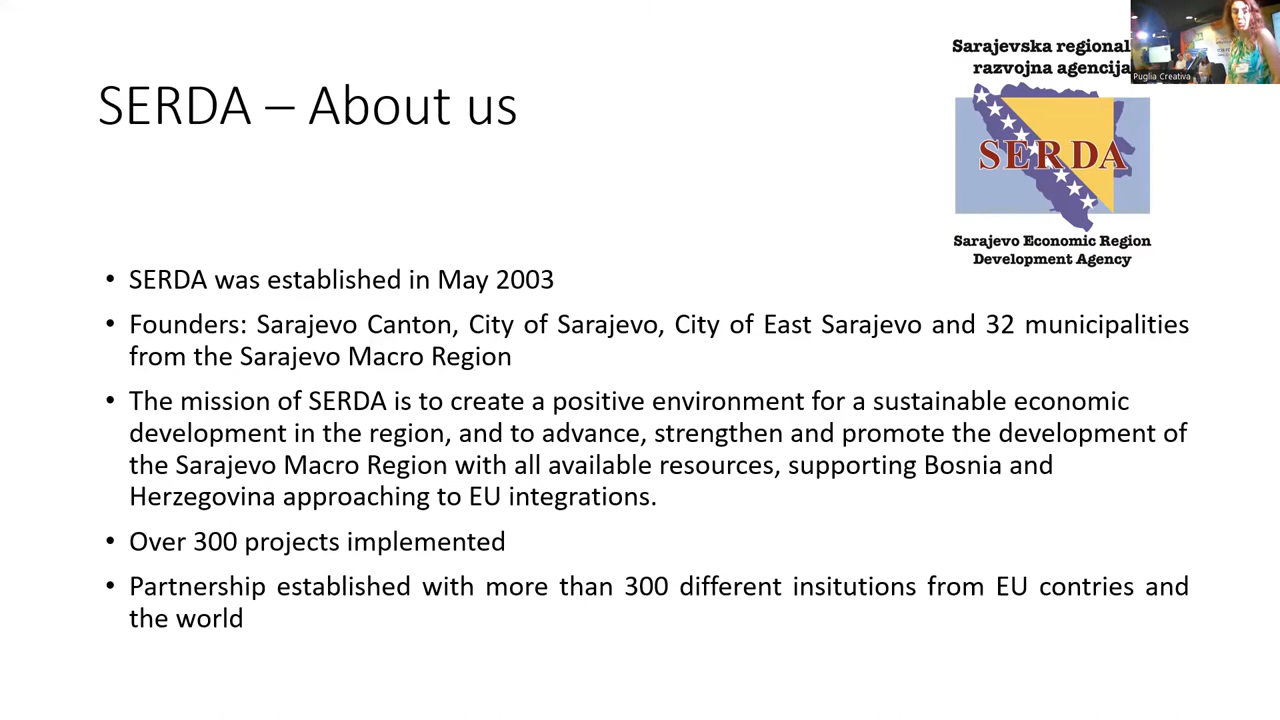 SERDA – About us
Sarajevska regional
razvojna agencija
SERDA
Sarajevo Economic Region
Development Agency
Puglia Creativa
• SERDA was established in May 2003
• Founders: Sarajevo Canton, City of Sarajevo, City of East Sarajevo and 32 municipalities
from the Sarajevo Macro Region
• The mission of SERDA is to create a positive environment for a sustainable economic
development in the region, and to advance, strengthen and promote the development of
the Sarajevo Macro Region with all available resources, supporting Bosnia and
Herzegovina approaching to EU integrations.
• Over 300 projects implemented
• Partnership established with more than 300 different insitutions from EU contries and
the world